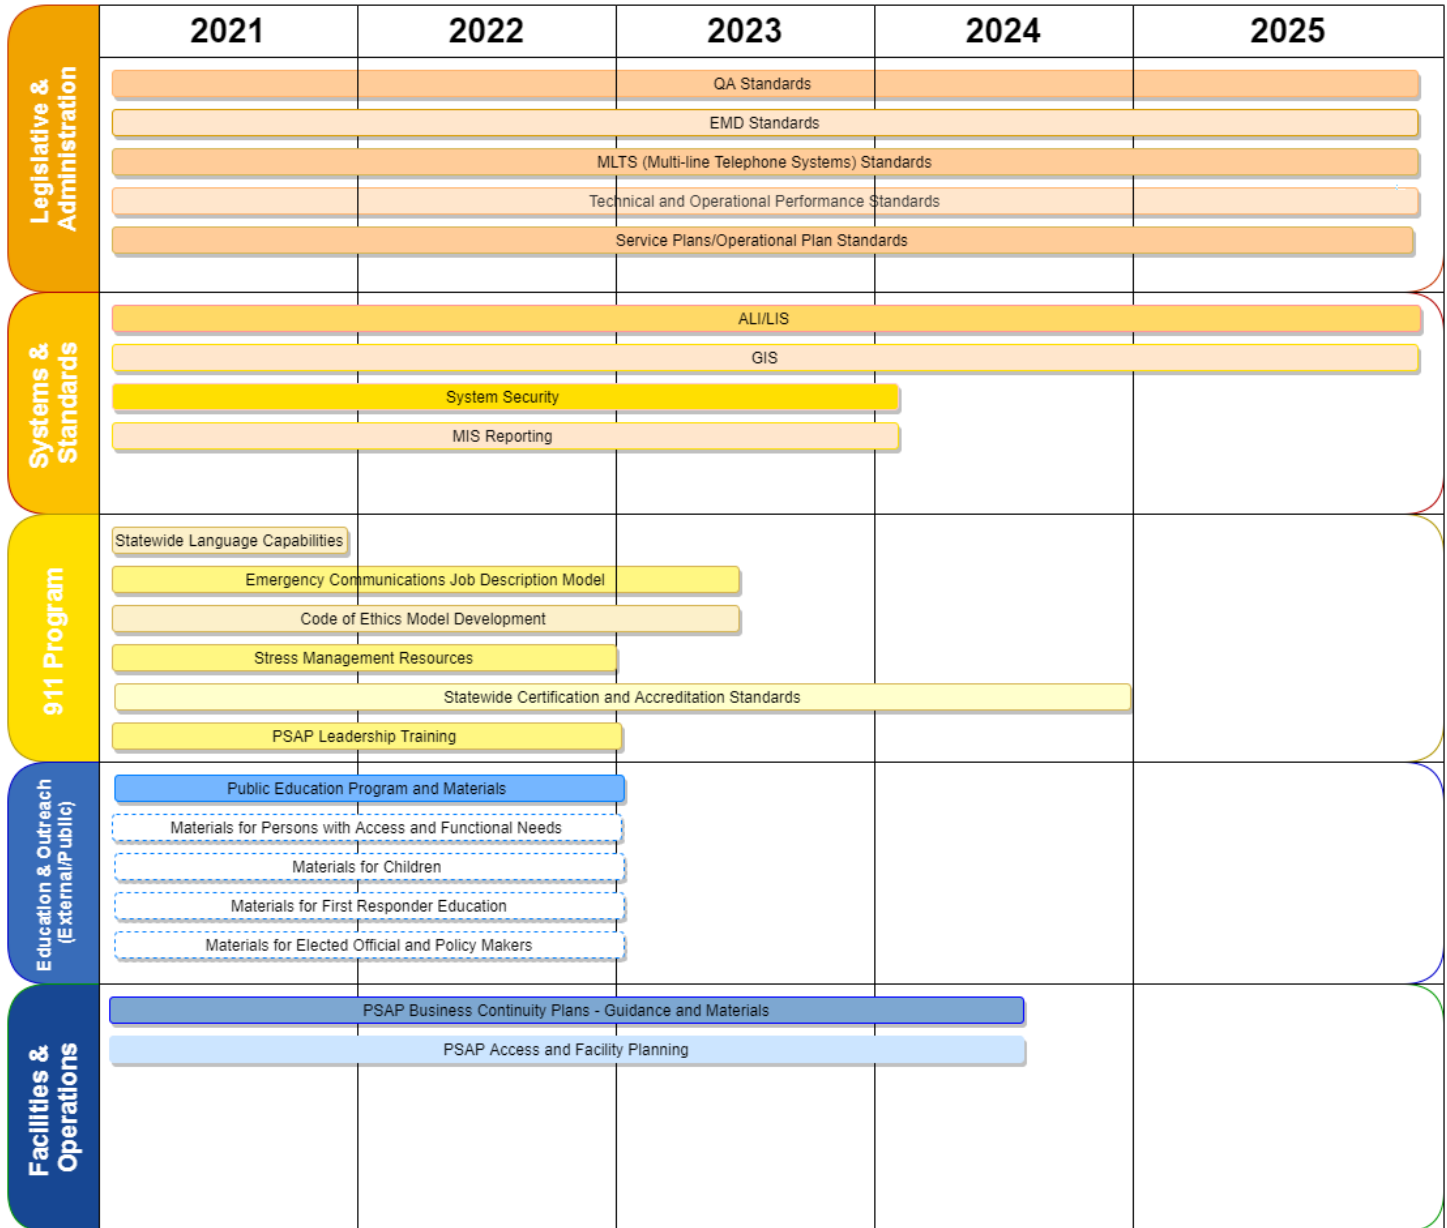 2021
2022
2023
2024
2025
Legislative &
Administration
QA Standards
EMD Standards
MLTS (Multi-line Telephone Systems) Standards
Technical and Operational Performance Standards
Service Plans/Operational Plan Standards
Systems &
Standards
ALI/LIS
GIS
System Security
MIS Reporting
911 Program
Statewide Language Capabilities
Emergency Communications Job Description Model
Code of Ethics Model Development
Stress Management Resources
Statewide Certification and Accreditation Standards
PSAP Leadership Training
Education & Outreach
(External/Public)
Public Education Program and Materials
Materials for Persons with Access and Functional Needs
Materials for Children
Materials for First Responder Education
Materials for Elected Official and Policy Makers
Facilities &
Operations
PSAP Business Continuity Plans - Guidance and Materials
PSAP Access and Facility Planning